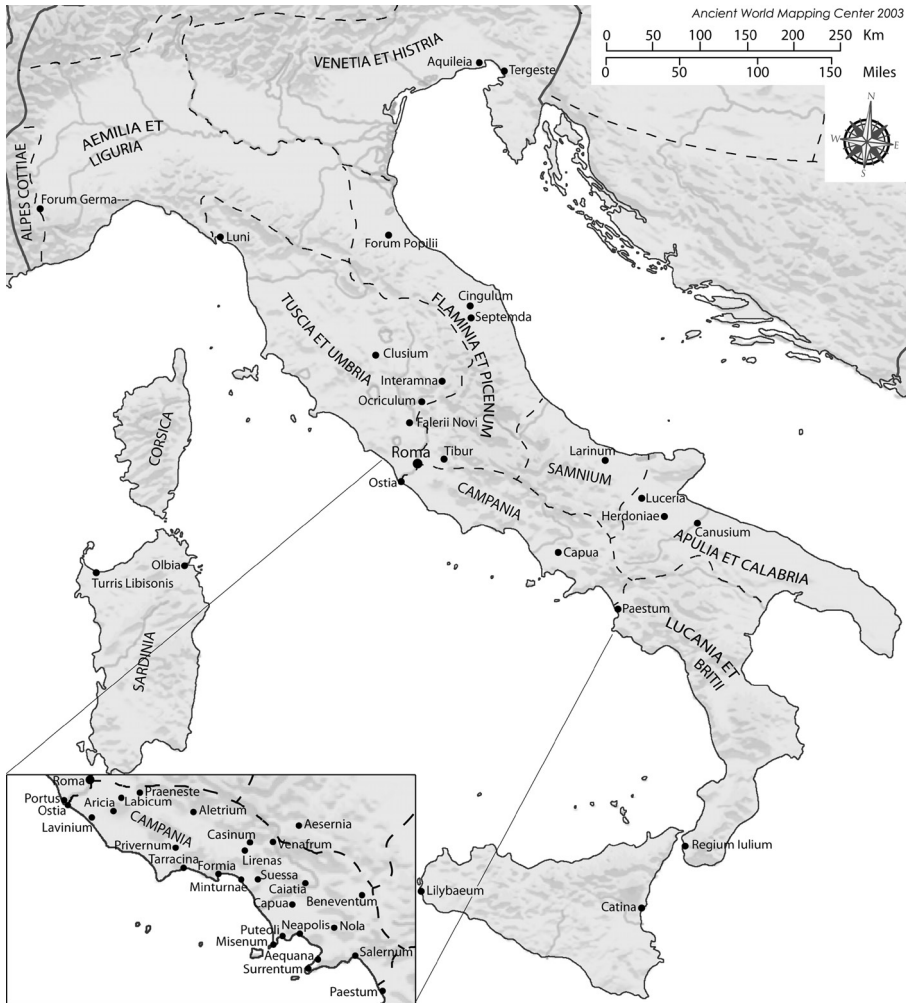 Ancient World Mapping Center 2003
0 50 100 150 200 250 Km
0 50 100 150 Miles
N
W E
S
VENETIA ET HISTRIA
Aquileia
Tergeste
AEMILIA ET
LIGURIA
ALPES COTTIAE
Forum Germa---
Luni
Forum Popilii
Cingulum
Septemda
FLAMINIA ET PICENUM
TUSCIA ET UMBRIA
Clusium
Interamna
Ocriculum
Falerii Novi
CORSICA
Roma
Tibur
Ostia
Larinum
SAMNIUM
CAMPANIA
Luceria
Herdoniae
Canusium
APULIA ET CALABRIA
Capua
Olbia
Turris Libisonis
Paestum
LUCANIA ET
BRITII
SARDINIA
Roma
Portus
Ostia
Lavinium
Aricia
Labicum
Praeneste
Aletrium
CAMPANIA
Aesernia
Casinum
Venafrum
Privernum
Lirenas
Tarracina
Formia
Suessa
Minturnae
Caiatia
Capua
Beneventum
Puteoli
Neapolis
Nola
Misenum
Aequana
Salernum
Surrentum
Paestum
Regium Iulium
Lilybaeum
Catina